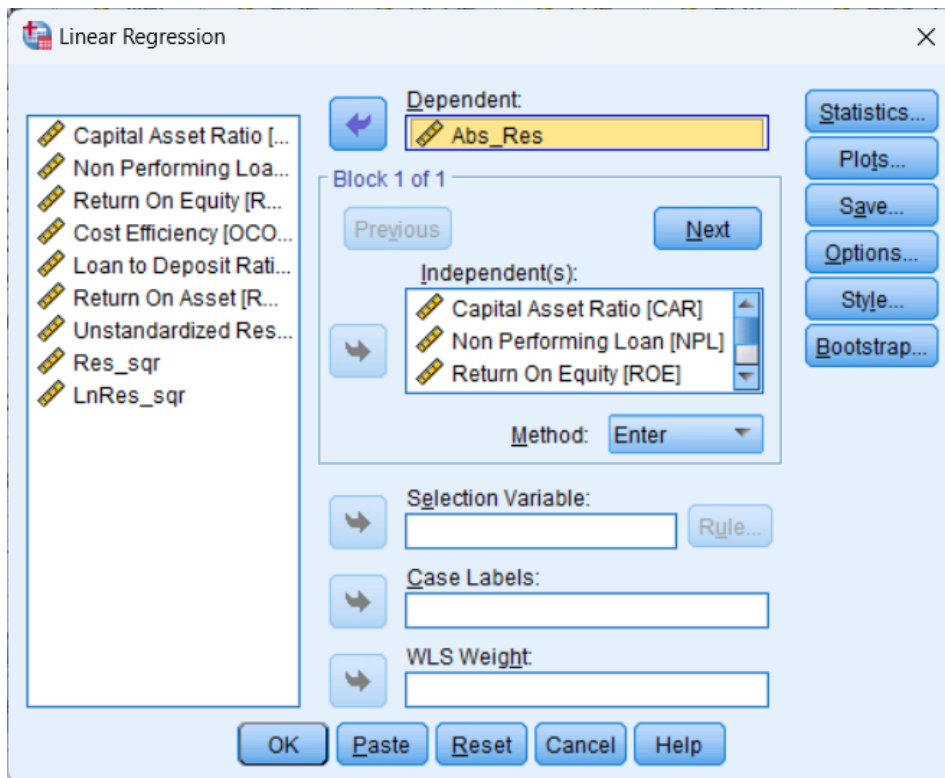 Linear Regression
Capital Asset Ratio [...
Non Performing Loa...
Return On Equity [R...
Cost Efficiency [OCO...
Loan to Deposit Rati...
Return On Asset [R...
Unstandardized Res...
Res_sqr
LnRes_sqr
Dependent:
Abs_Res
Block 1 of 1
Previous
Next
Independent(s):
Capital Asset Ratio [CAR]
Non Performing Loan [NPL]
Return On Equity [ROE]
Method: Enter
Selection Variable:
Rule...
Case Labels:
WLS Weight:
Statistics...
Plots...
Save...
Options...
Style...
Bootstrap...
OK Paste Reset Cancel Help